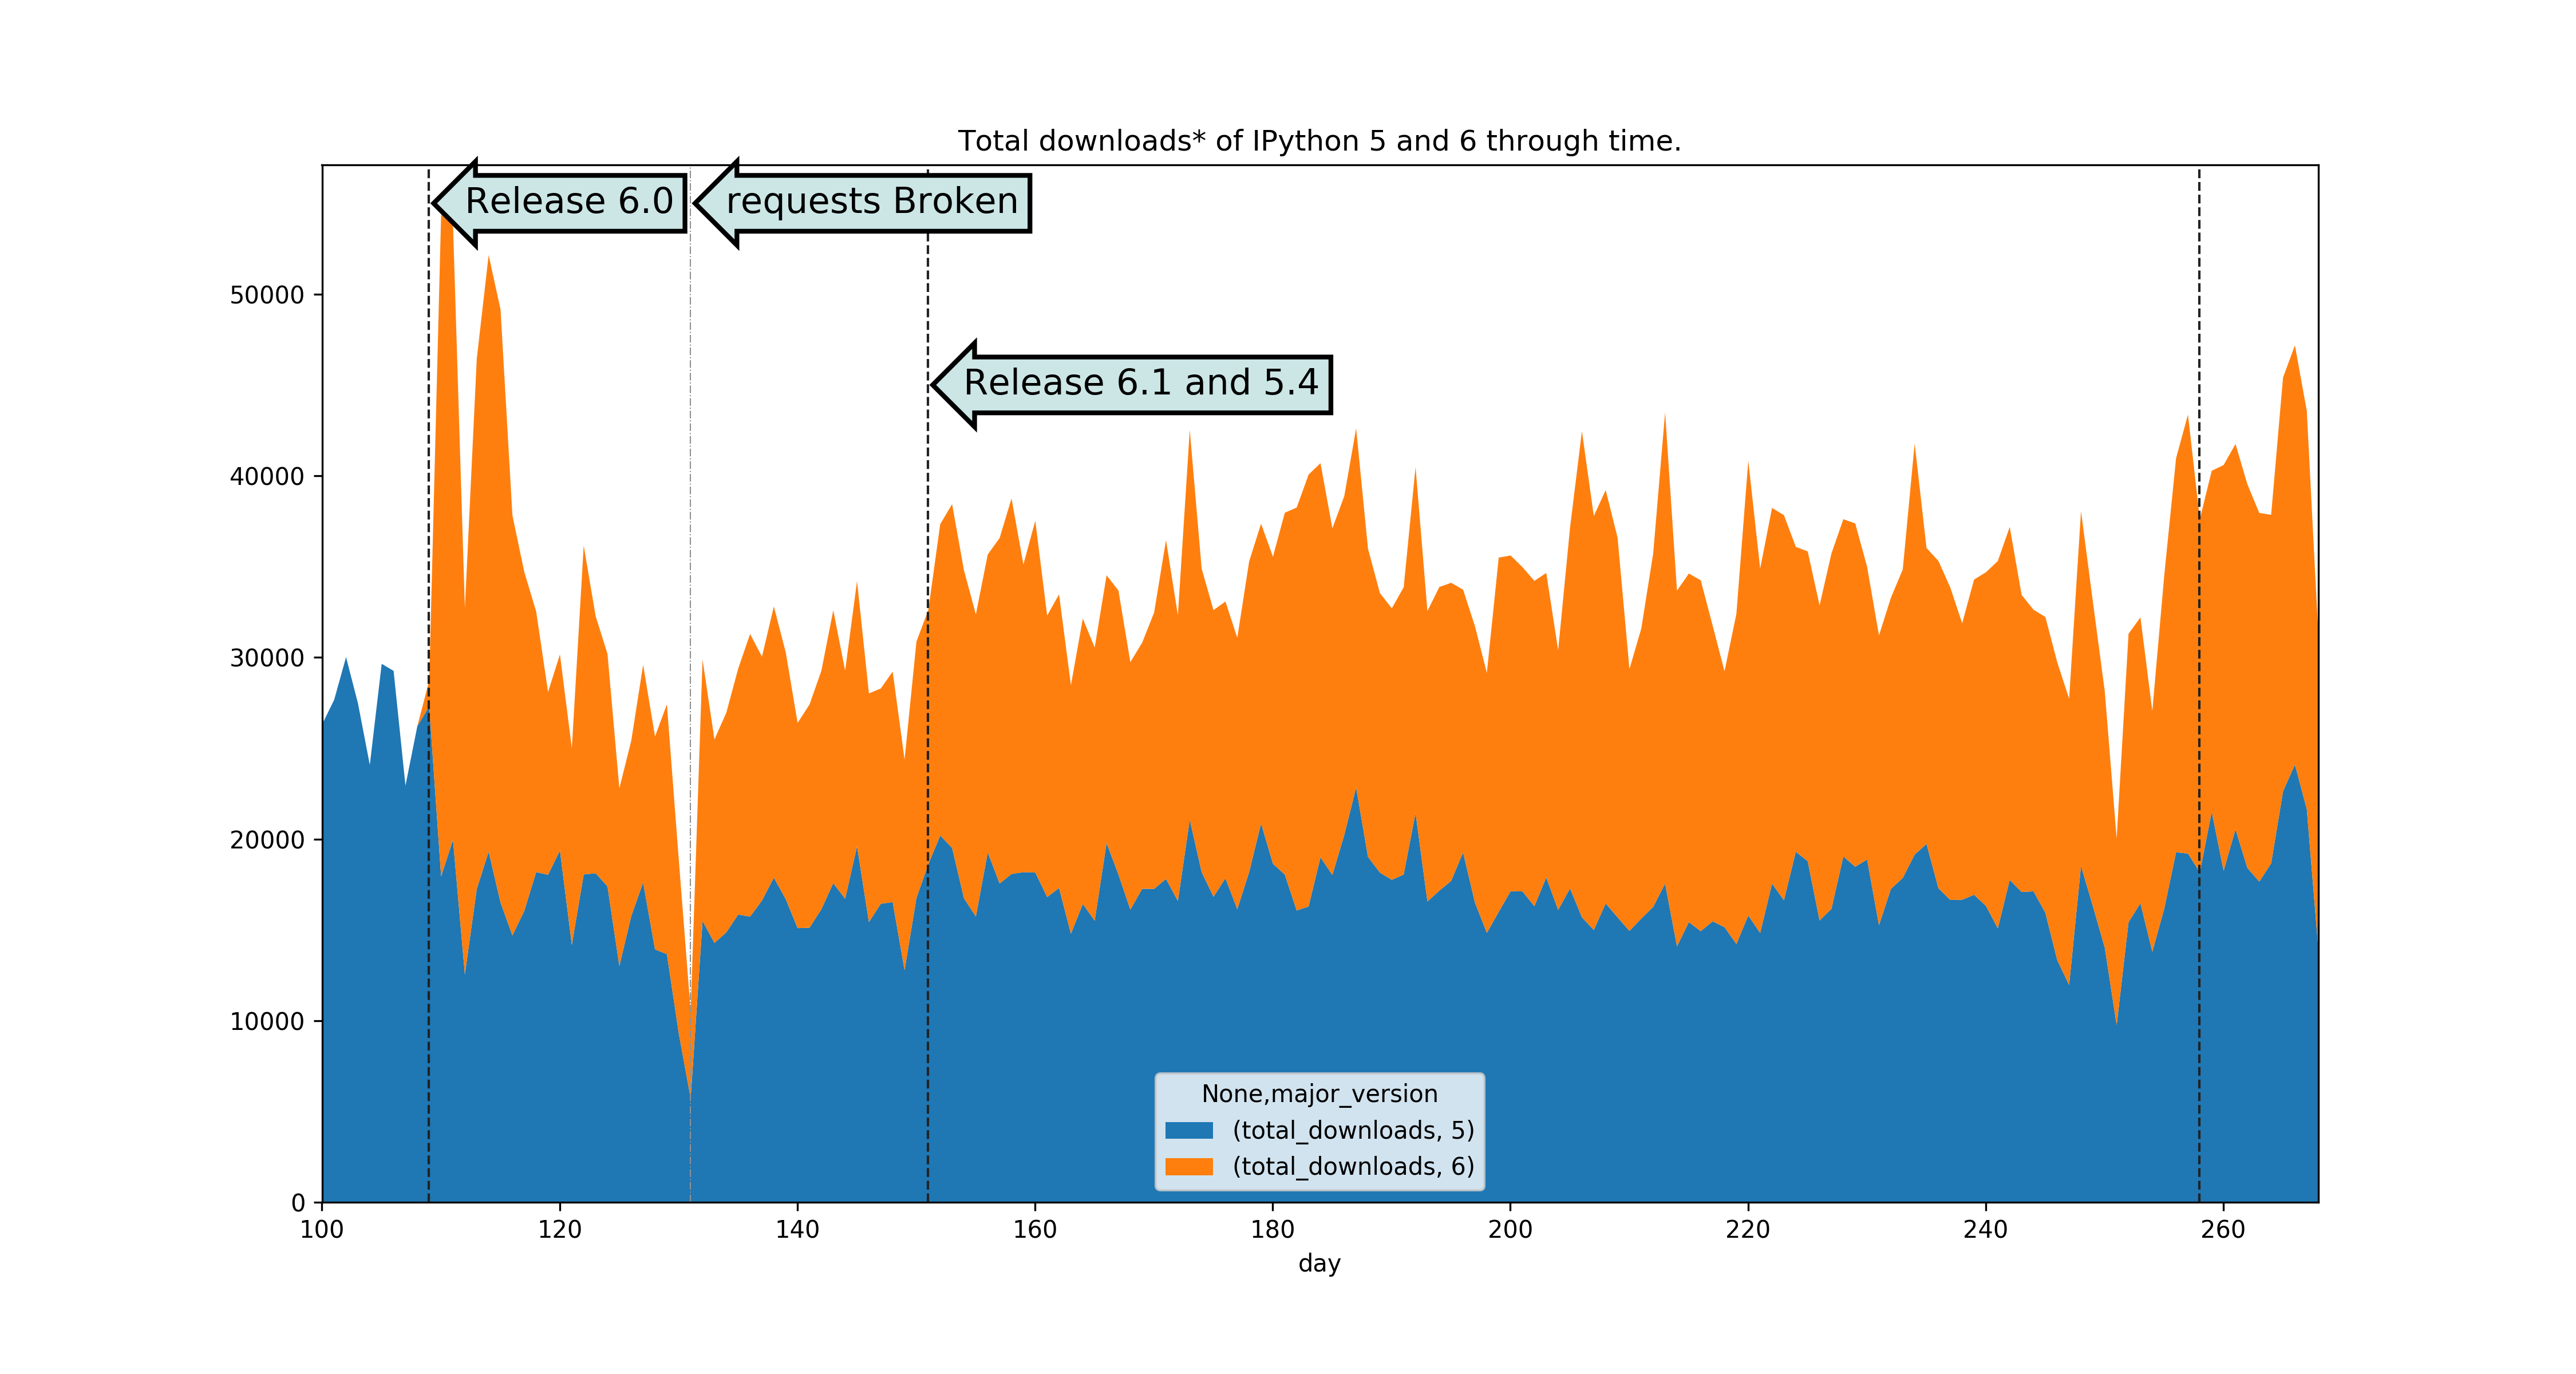 Total downloads* of IPython 5 and 6 through time.
Release 6.0
requests Broken
Release 6.1 and 5.4
50000
40000
30000
20000
10000
0
None,major_version
(total_downloads, 5)
(total_downloads, 6)
100 120 140 160 180 200 220 240 260
day